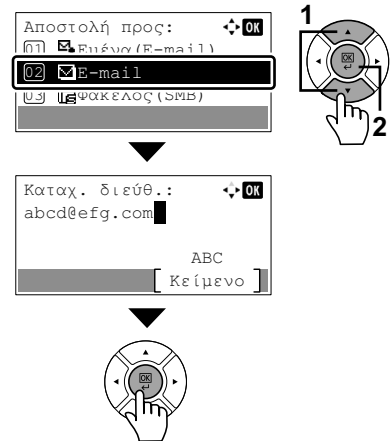 Αποστολή προς: OK
01 Εμένα(E-mail)
02 E-mail
03 Φάκελος(SMB)
1
OK
2
Καταχ. διεύθ.: OK
abcd@efg.com
ABC
[ Κείμενο ]
OK